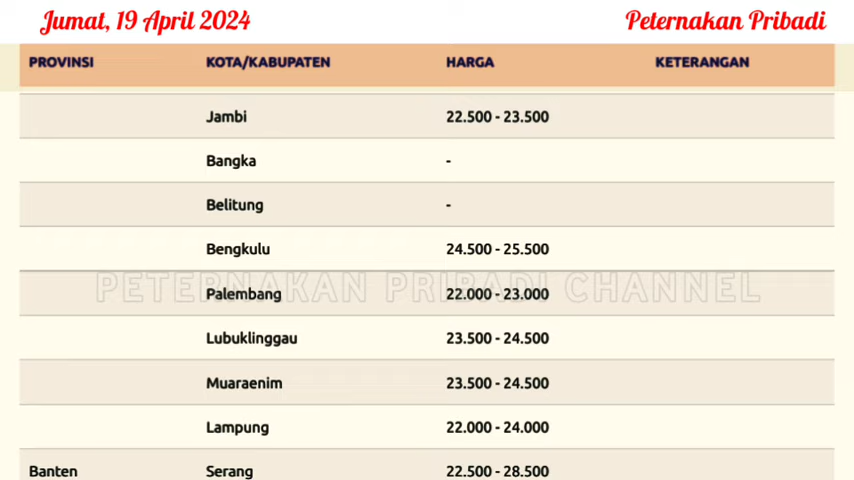 Jumat, 19 April 2024 Peternakan Pribadi
PROVINSI KOTA/KABUPATEN HARGA KETERANGAN
Jambi 22.500 - 23.500
Bangka -
Belitung -
Bengkulu 24.500 - 25.500
PETERNAKAN PRIBADI CHANNEL
Palembang 22.000 - 23.000
Lubuklinggau 23.500 - 24.500
Muaraenim 23.500 - 24.500
Lampung 22.000 - 24.000
Banten Serang 22.500 - 28.500